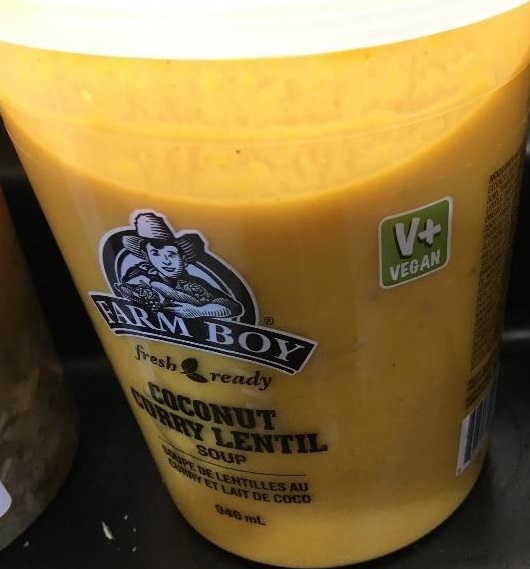 V+
VEGAN
FARM BOY
fresh ready
COCONUT
CURRY LENTIL
SOUP
SOUPE DE LENTILLES AU
CURRY ET LAIT DE COCO
946 mL